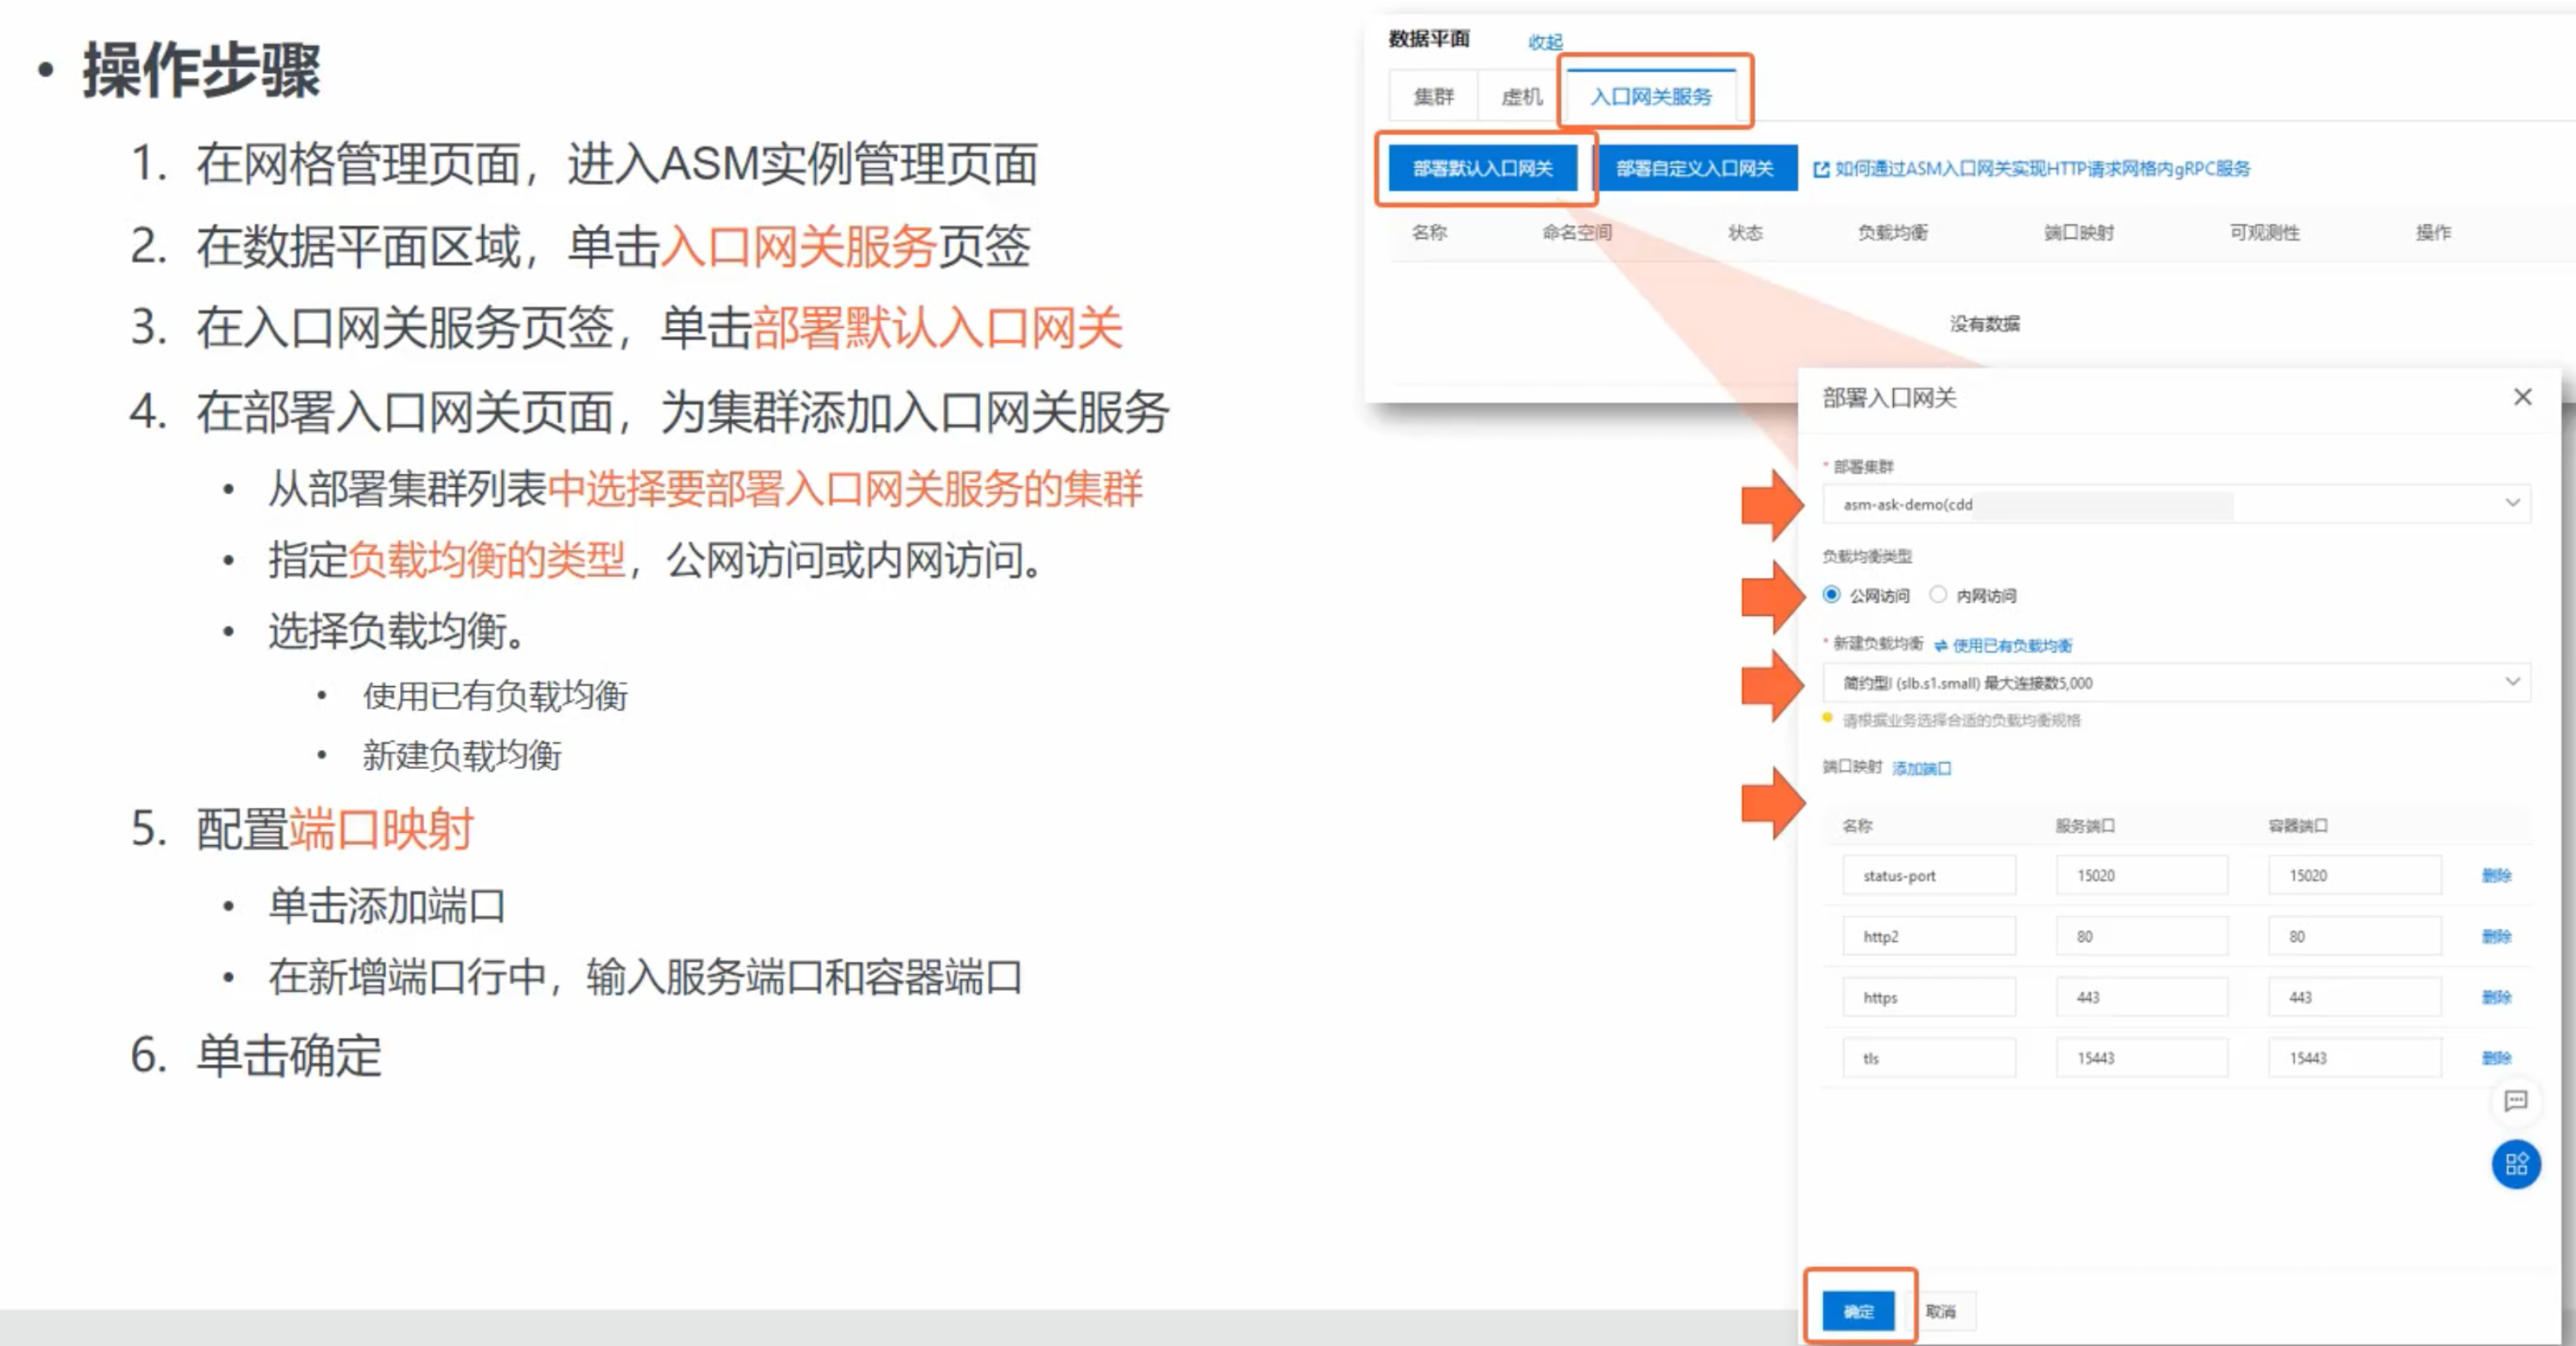 • 操作步骤
1. 在网格管理页面，进入ASM实例管理页面
2. 在数据平面区域，单击入口网关服务页签
3. 在入口网关服务页签，单击部署默认入口网关
4. 在部署入口网关页面，为集群添加入口网关服务
• 从部署集群列表中选择要部署入口网关服务的集群
• 指定负载均衡的类型，公网访问或内网访问。
• 选择负载均衡。
• 使用已有负载均衡
• 新建负载均衡
5. 配置端口映射
• 单击添加端口
• 在新增端口行中，输入服务端口和容器端口
6. 单击确定
数据平面 收起
集群 虚机 入口网关服务
部署默认入口网关 部署自定义入口网关 如何通过ASM入口网关实现HTTP请求网格内gRPC服务
名称 命名空间 状态 负载均衡 端口映射 可观测性 操作
没有数据
部署入口网关
* 部署集群
asm-ask-demo(cdd
负载均衡类型
公网访问 内网访问
* 新建负载均衡 使用已有负载均衡
简约型I (slb.s1.small) 最大连接数5,000
请根据业务选择合适的负载均衡规格
端口映射 添加端口
名称 服务端口 容器端口
status-port 15020 15020 删除
http2 80 80 删除
https 443 443 删除
tls 15443 15443 删除
确定 取消